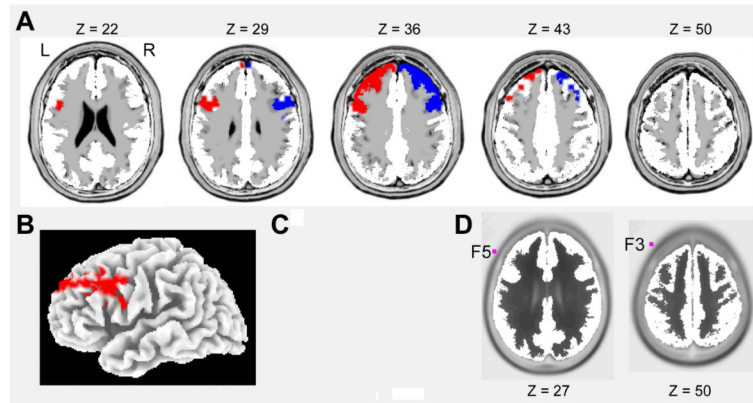 A
Z = 22
Z = 29
Z = 36
Z = 43
Z = 50
L
R
B
C
D
F5
F3
Z = 27
Z = 50